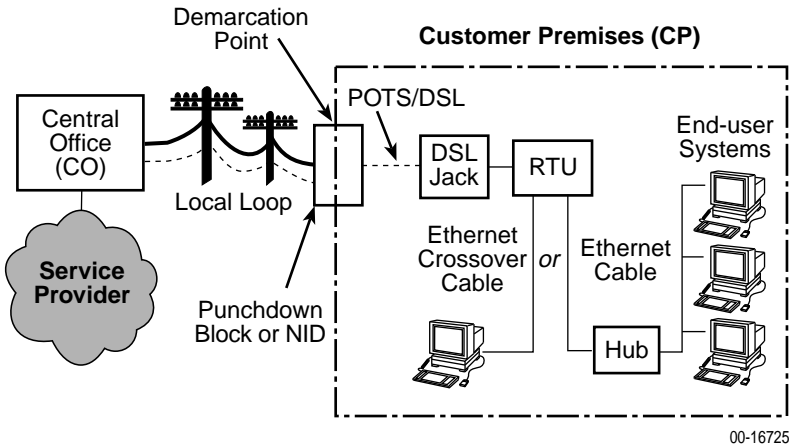 Demarcation
Point
Customer Premises (CP)
POTS/DSL
Central
Office
(CO)
End-user
Systems
DSL
Jack
RTU
Local Loop
Ethernet
Crossover
Cable
or
Ethernet
Cable
Service
Provider
Punchdown
Block or NID
Hub
00-16725